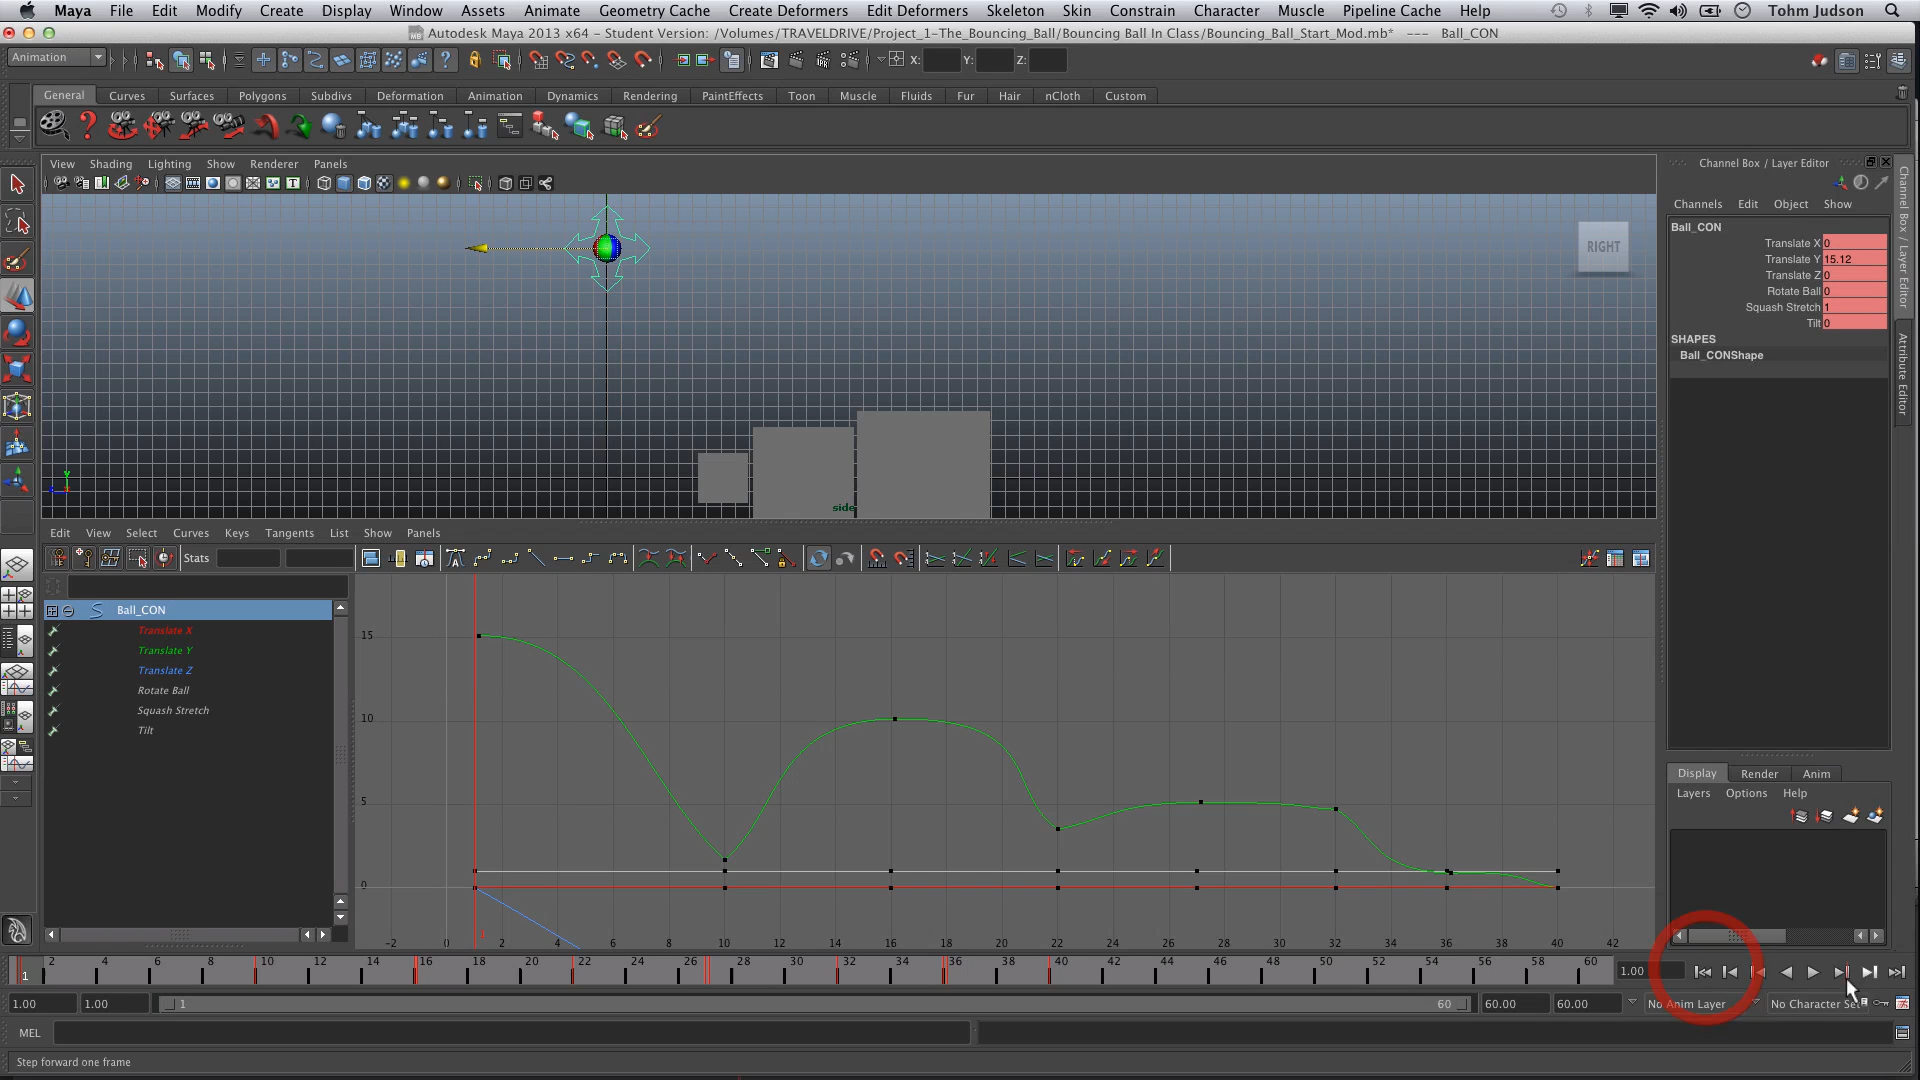 Maya File Edit Modify Create Display Window Assets Animate Geometry Cache Create Deformers Edit Deformers Skeleton Skin Constrain Character Muscle Pipeline Cache Help Tohm Judson
Autodesk Maya 2013 x64 – Student Version: /Volumes/TRAVELDRIVE/Project_1-The_Bouncing_Ball/Bouncing Ball In Class/Bouncing_Ball_Start_Mod.mb* --- Ball_CON
Animation X: Y: Z:
General Curves Surfaces Polygons Subdivs Deformation Animation Dynamics Rendering PaintEffects Toon Muscle Fluids Fur Hair nCloth Custom
View Shading Lighting Show Renderer Panels
Channel Box / Layer Editor
Channels Edit Object Show
Ball_CON
Translate X 0
Translate Y 15.12
Translate Z 0
Rotate Ball 0
Squash Stretch 1
Tilt 0
SHAPES
Ball_CONShape
Channel Box / Layer Editor
Attribute Editor
RIGHT
side
Edit View Select Curves Keys Tangents List Show Panels
Stats
Ball_CON
Translate X
Translate Y
Translate Z
Rotate Ball
Squash Stretch
Tilt
15
10
5
0
-2 0 2 4 6 8 10 12 14 16 18 20 22 24 26 28 30 32 34 36 38 40 42
Display Render Anim
Layers Options Help
1 2 4 6 8 10 12 14 16 18 20 22 24 26 28 30 32 34 36 38 40 42 44 46 48 50 52 54 56 58 60 1.00
1.00 1.00 1 60 60.00 60.00 No Anim Layer No Character Set
MEL
Step forward one frame